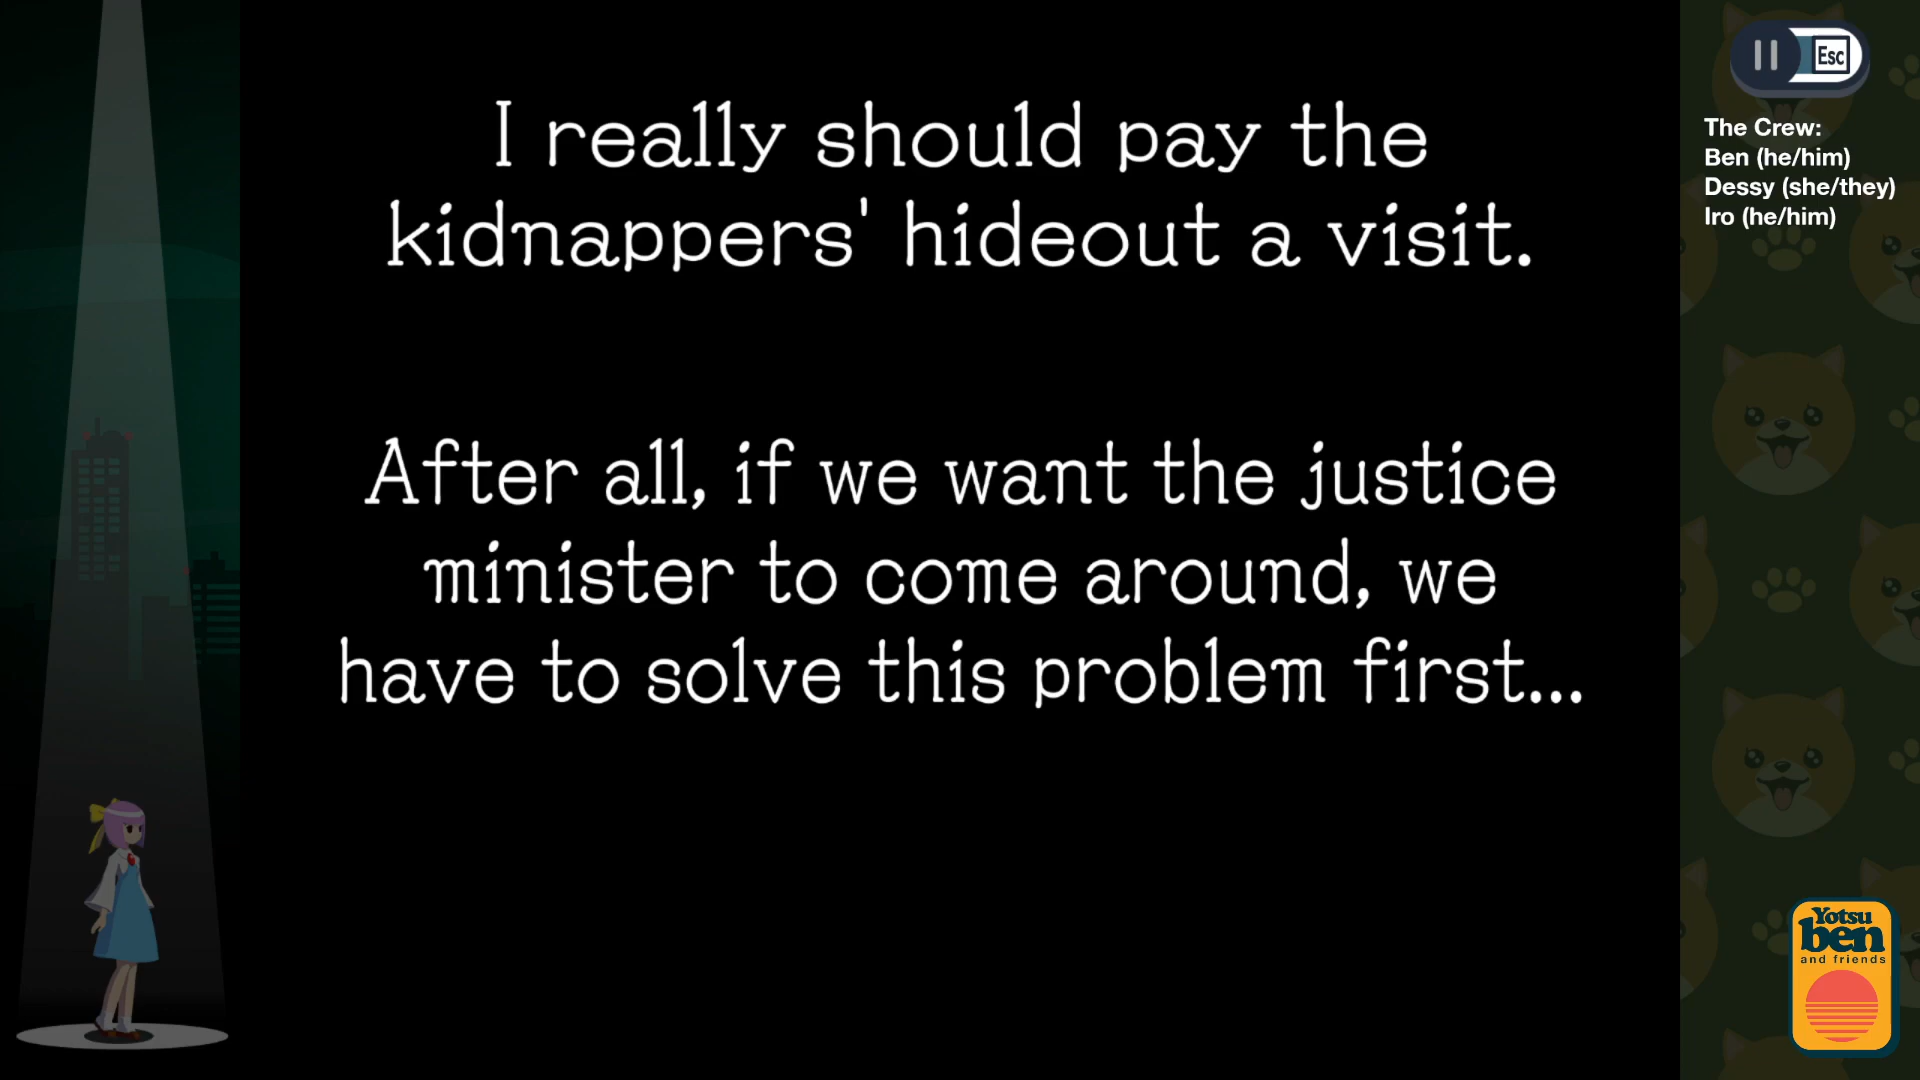 I really should pay the
kidnappers' hideout a visit.
After all, if we want the justice
minister to come around, we
have to solve this problem first...
Esc
The Crew:
Ben (he/him)
Dessy (she/they)
Iro (he/him)
Yotsu
ben
and friends